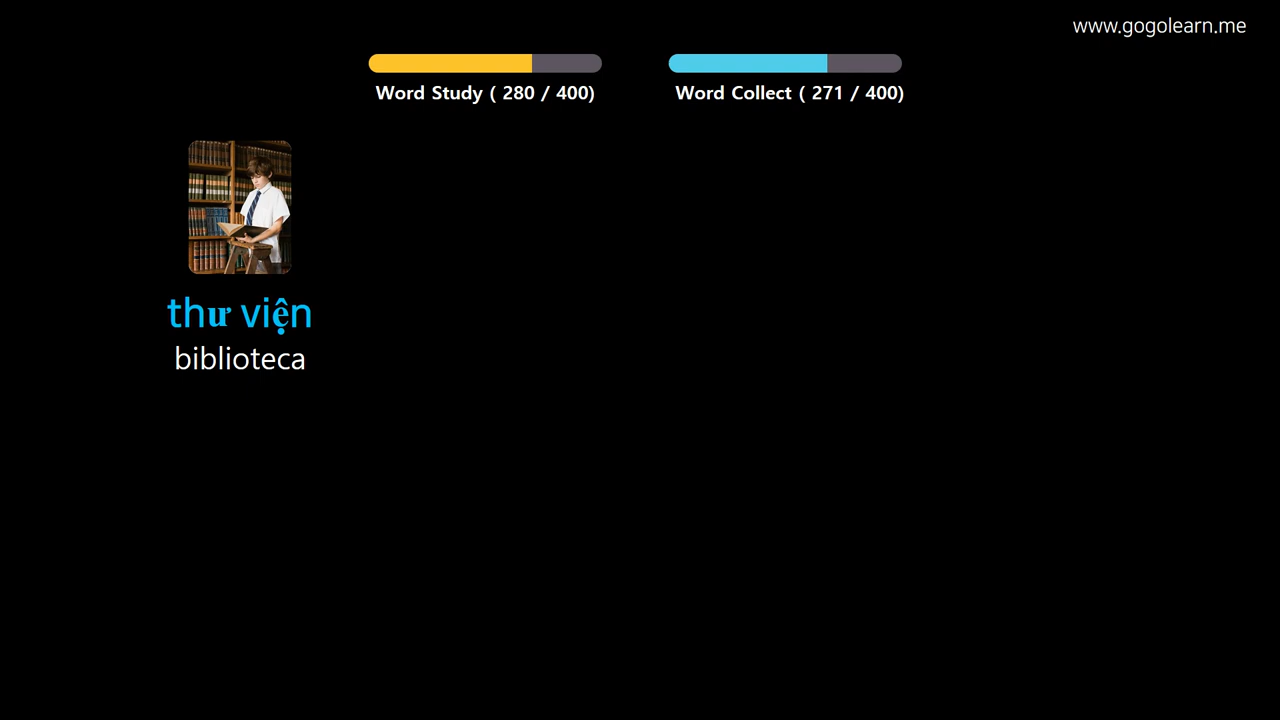 www.gogolearn.me
Word Study ( 280 / 400)
Word Collect ( 271 / 400)
thư viện
biblioteca